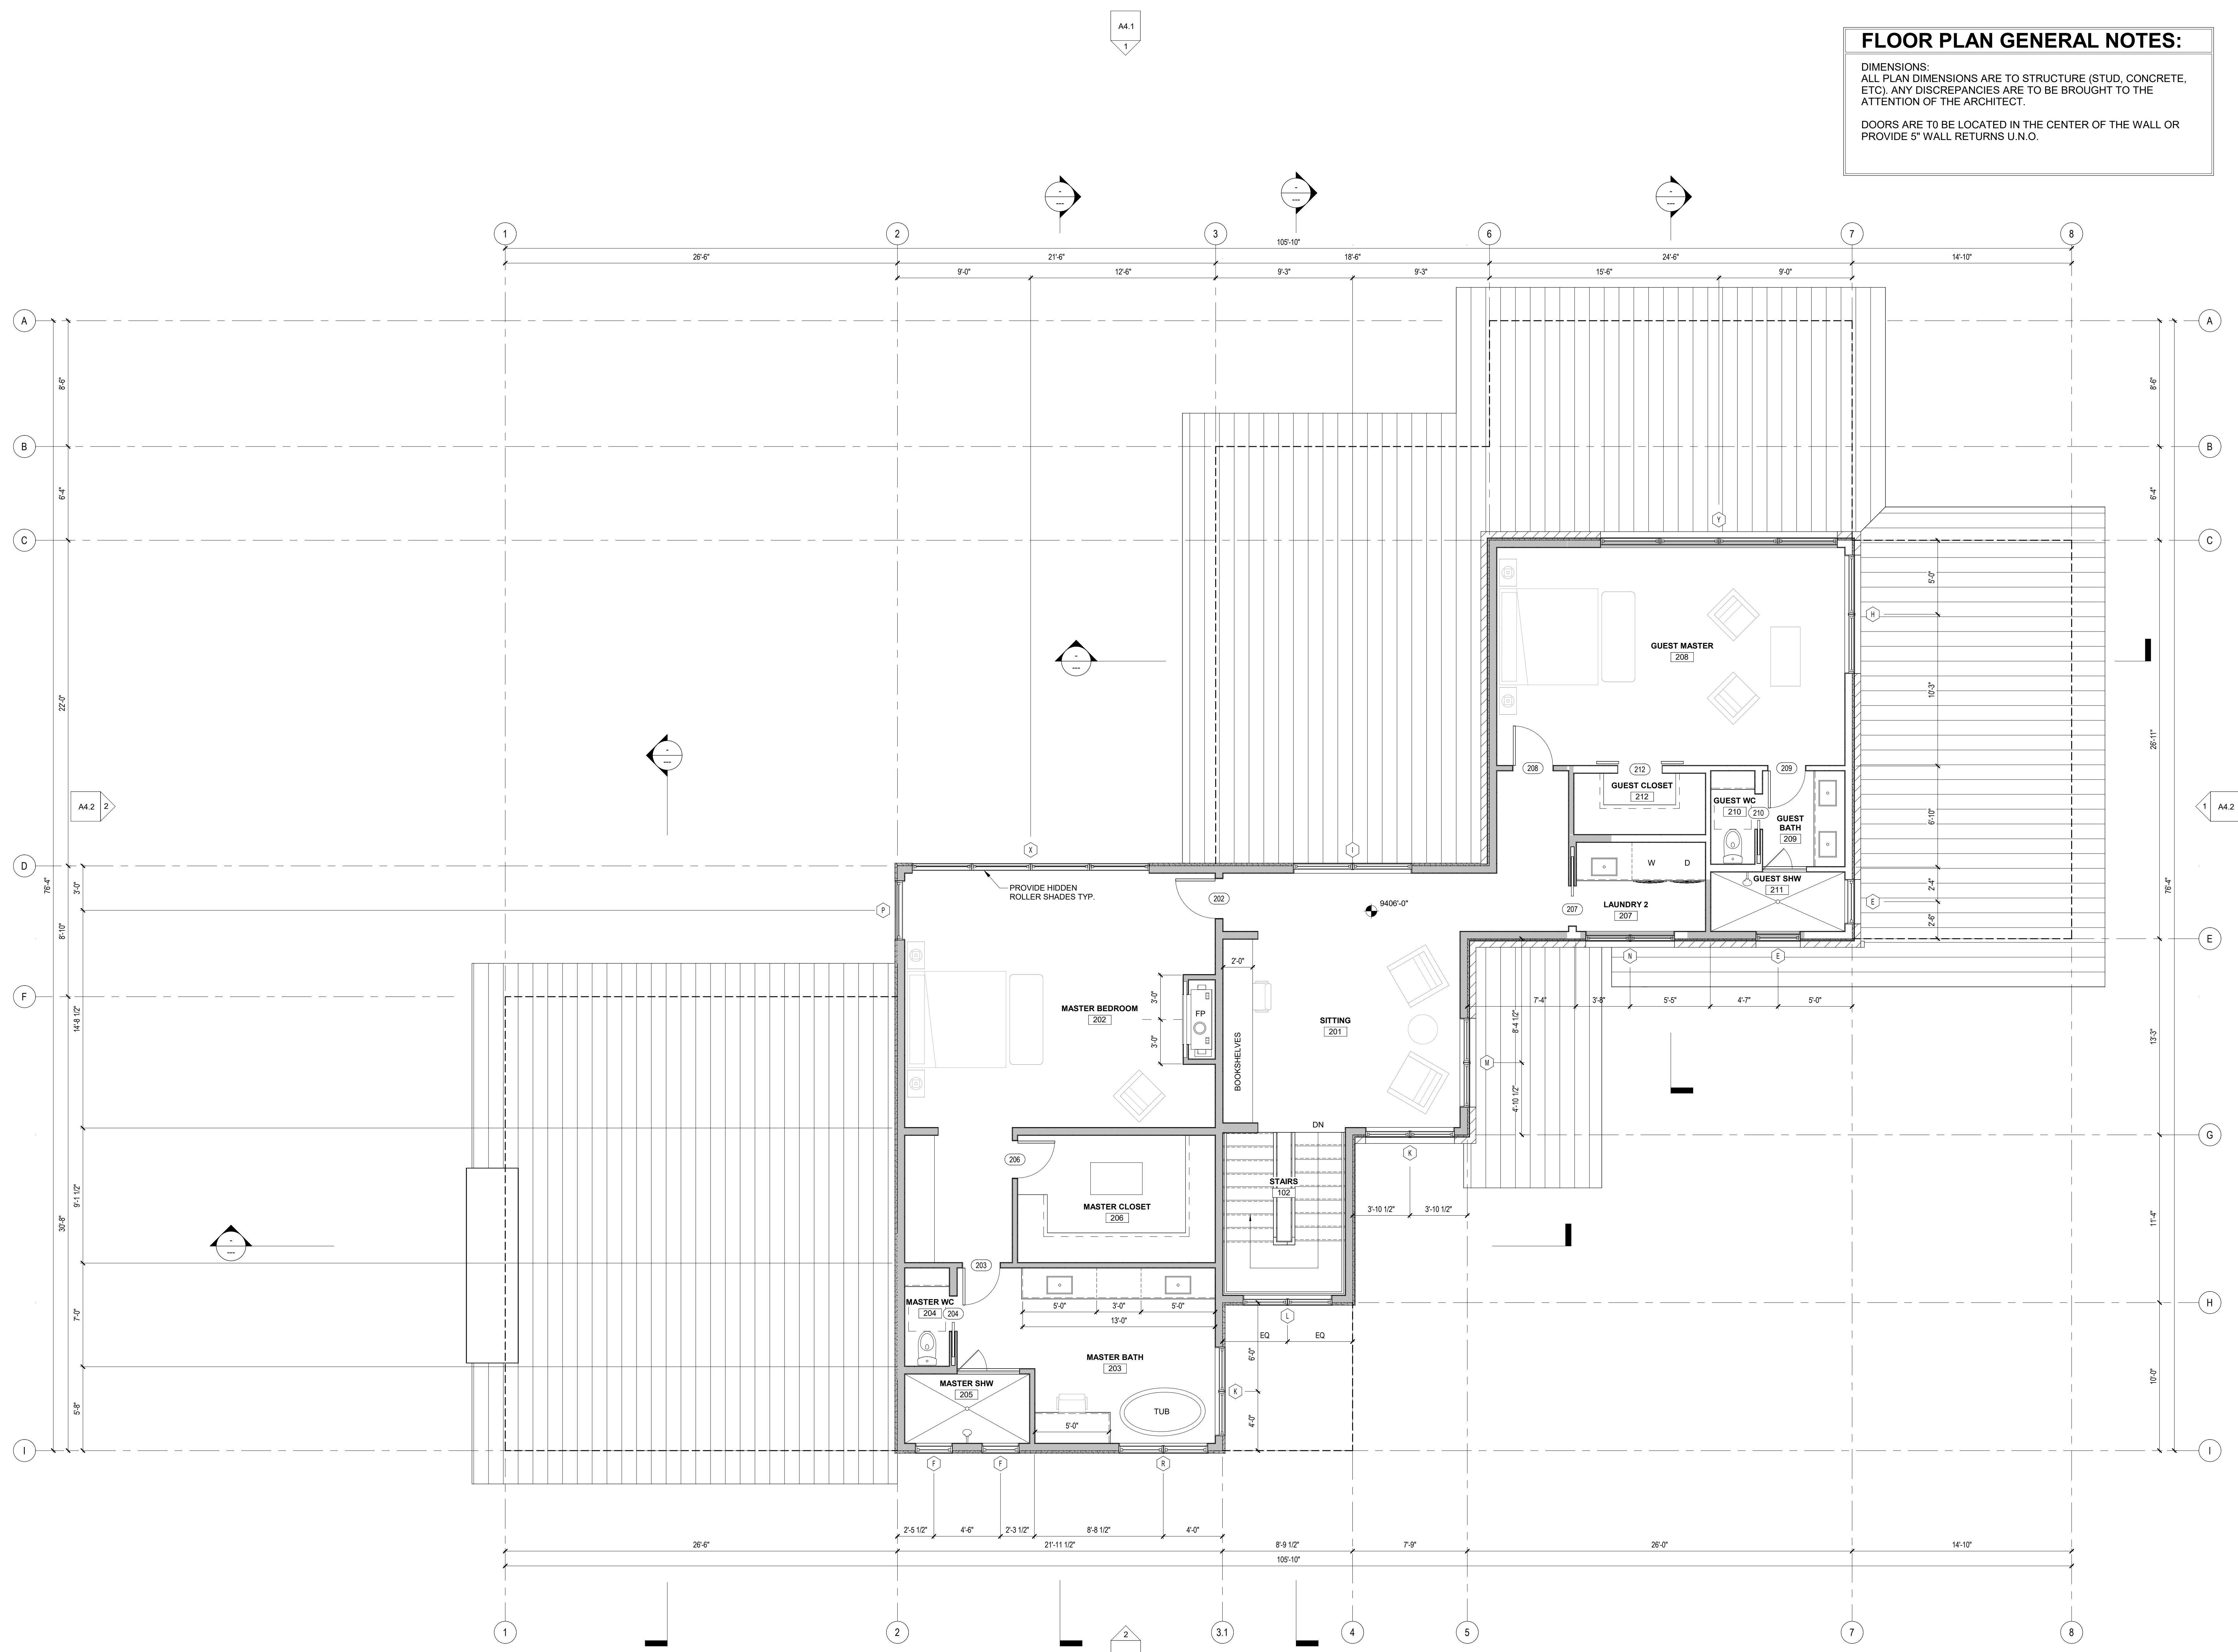 A4.1
1
FLOOR PLAN GENERAL NOTES:
DIMENSIONS:
ALL PLAN DIMENSIONS ARE TO STRUCTURE (STUD, CONCRETE,
ETC). ANY DISCREPANCIES ARE TO BE BROUGHT TO THE
ATTENTION OF THE ARCHITECT.
DOORS ARE T0 BE LOCATED IN THE CENTER OF THE WALL OR
PROVIDE 5" WALL RETURNS U.N.O.
-
---
-
---
-
---
1
2
3
6
7
8
105'-10"
26'-6"
21'-6"
18'-6"
24'-6"
14'-10"
9'-0"
12'-6"
9'-3"
9'-3"
15'-6"
9'-0"
A
A
8'-6"
8'-6"
B
B
6'-4"
6'-4"
Y
C
C
5'-0"
H
GUEST MASTER
208
-
---
22'-0"
10'-3"
26'-11"
-
---
208
212
209
GUEST CLOSET
212
GUEST WC
210
210
GUEST
BATH
209
6'-10"
A4.2
2
1
A4.2
X
I
D
76'-4"
3'-0"
W
D
GUEST SHW
211
2'-4"
76'-4"
PROVIDE HIDDEN
ROLLER SHADES TYP.
202
9406'-0"
P
207
LAUNDRY 2
207
E
2'-6"
8'-10"
E
N
E
2'-0"
F
7'-4"
3'-8"
5'-5"
4'-7"
5'-0"
MASTER BEDROOM
202
3'-0"
FP
3'-0"
BOOKSHELVES
SITTING
201
14'-8 1/2"
8'-4 1/2"
M
4'-10 1/2"
13'-3"
DN
G
K
206
STAIRS
102
MASTER CLOSET
206
3'-10 1/2"
3'-10 1/2"
9'-1 1/2"
30'-8"
11'-4"
-
---
203
MASTER WC
204
204
5'-0"
3'-0"
5'-0"
13'-0"
H
L
7'-0"
EQ
EQ
6'-0"
MASTER BATH
203
MASTER SHW
205
K
10'-0"
TUB
5'-0"
4'-0"
5'-8"
I
I
F
F
R
2'-5 1/2"
4'-6"
2'-3 1/2"
8'-8 1/2"
4'-0"
26'-6"
21'-11 1/2"
8'-9 1/2"
7'-9"
26'-0"
14'-10"
105'-10"
1
2
3.1
4
5
7
8
2